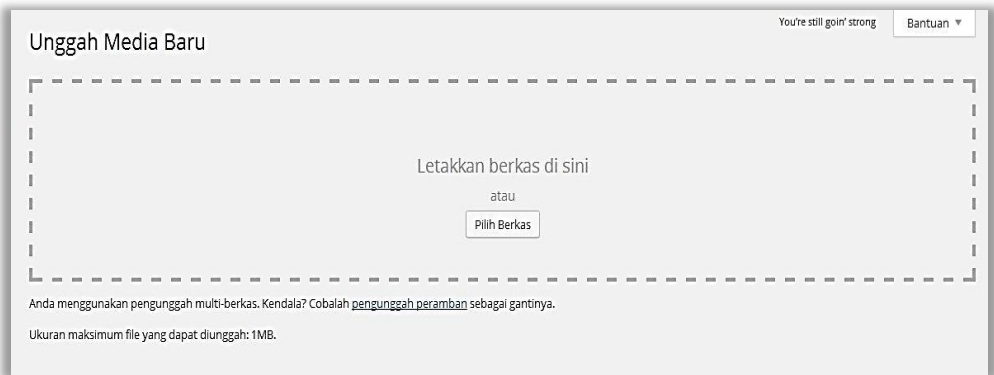 You're still goin' strong
Bantuan
Unggah Media Baru
Letakkan berkas di sini
atau
Pilih Berkas
Anda menggunakan pengunggah multi-berkas. Kendala? Cobalah pengunggah peramban sebagai gantinya.
Ukuran maksimum file yang dapat diunggah: 1MB.